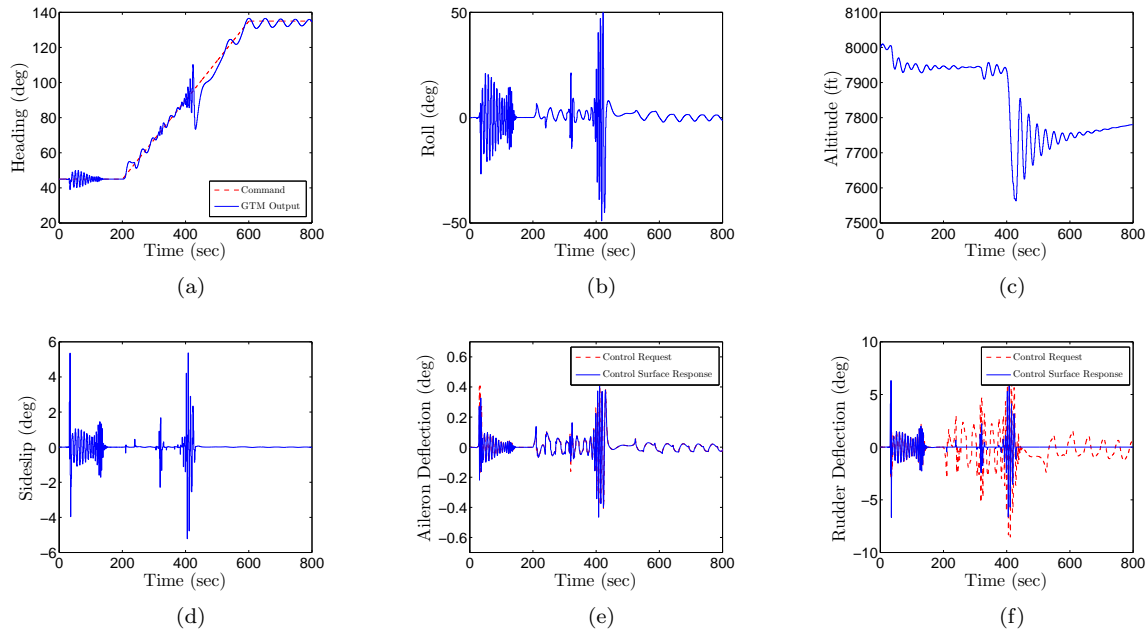 140
120
100
80
60
40
20
Heading (deg)
Command
GTM Output
0 200 400 600 800
Time (sec)
(a)
50
0
−50
Roll (deg)
0 200 400 600 800
Time (sec)
(b)
8100
8000
7900
7800
7700
7600
7500
Altitude (ft)
0 200 400 600 800
Time (sec)
(c)
6
4
2
0
−2
−4
6
Sideslip (deg)
0 200 400 600 800
Time (sec)
(d)
0.6
0.4
0.2
0
−0.2
−0.4
−0.6
Aileron Deflection (deg)
Control Request
Control Surface Response
0 200 400 600 800
Time (sec)
(e)
10
5
0
−5
−10
Rudder Deflection (deg)
Control Request
Control Surface Response
0 200 400 600 800
Time (sec)
(f)